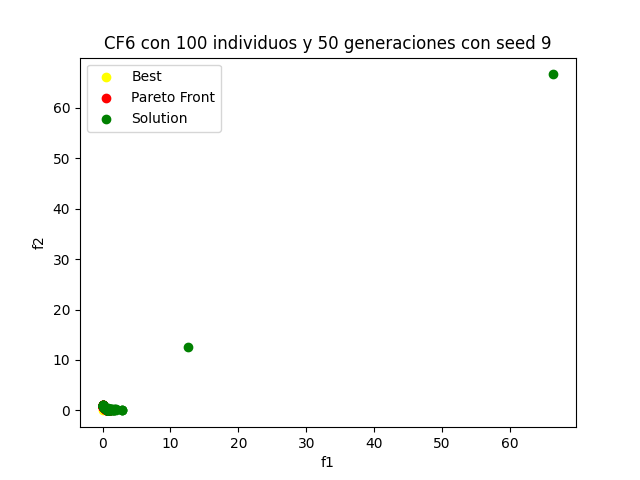 CF6 con 100 individuos y 50 generaciones con seed 9
Best
Pareto Front
Solution
60
50
40
30
20
10
0
f2
0 10 20 30 40 50 60
f1